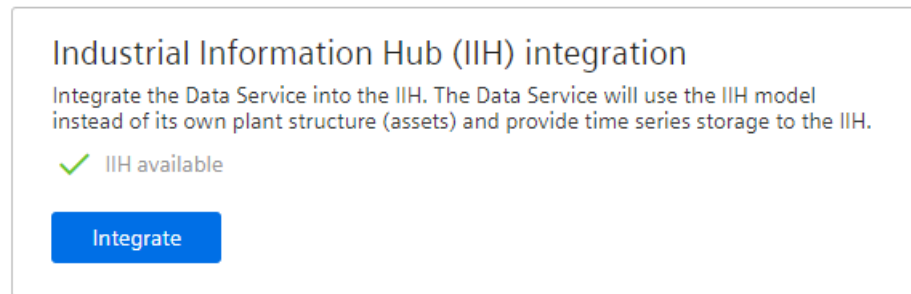 Industrial Information Hub (IIH) integration
Integrate the Data Service into the IIH. The Data Service will use the IIH model
instead of its own plant structure (assets) and provide time series storage to the IIH.
IIH available
Integrate